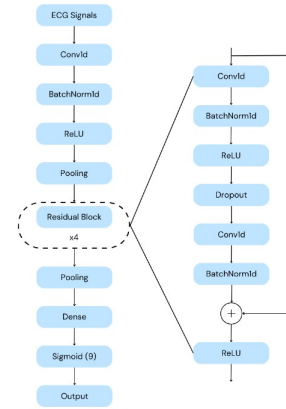 ECG Signals
Conv1d
BatchNorm1d
ReLU
Pooling
Residual Block
x4
Pooling
Dense
Sigmoid (9)
Output
Conv1d
BatchNorm1d
ReLU
Dropout
Conv1d
BatchNorm1d
+
ReLU